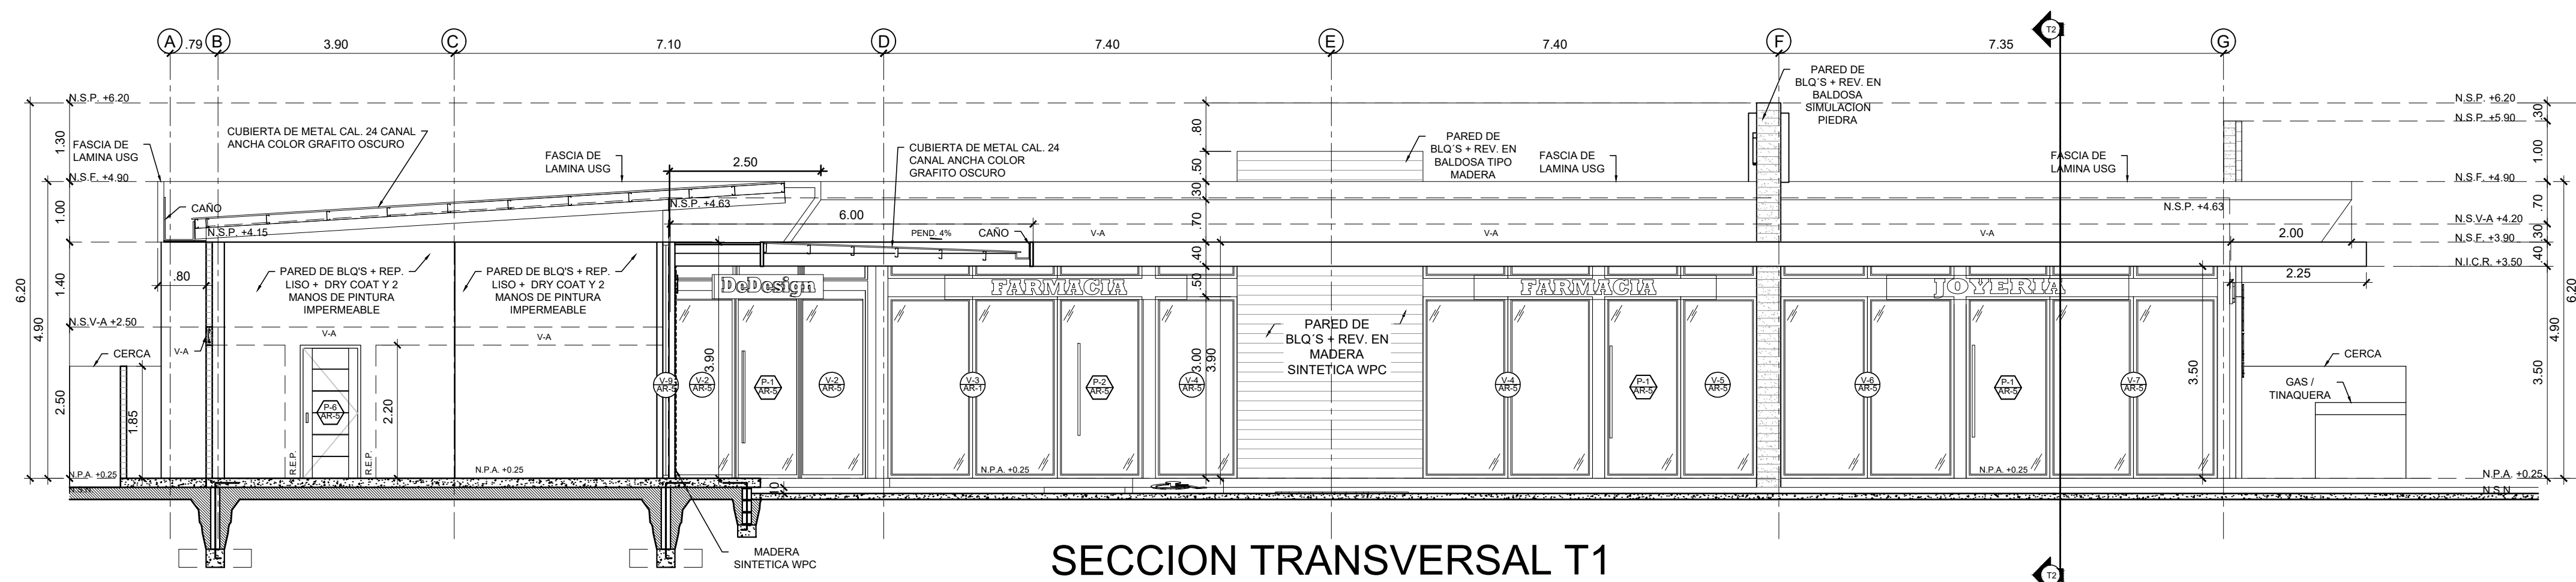 A
.79
B
3.90
C
7.10
D
7.40
E
7.40
F
7.35
G
T2
N.S.P. +6.20
1.30
FASCIA DE
LAMINA USG
CUBIERTA DE METAL CAL. 24 CANAL
ANCHA COLOR GRAFITO OSCURO
FASCIA DE
LAMINA USG
2.50
CUBIERTA DE METAL CAL. 24
CANAL ANCHA COLOR
GRAFITO OSCURO
.80
.50
PARED DE
BLQ´S + REV. EN
BALDOSA TIPO
MADERA
FASCIA DE
LAMINA USG
PARED DE
BLQ´S + REV. EN
BALDOSA
SIMULACION
PIEDRA
FASCIA DE
LAMINA USG
N.S.P. +6.20
.30
N.S.P. +5.90
1.00
N.S.F. +4.90
N.S.F. +4.90
1.00
CAÑO
N.S.P. +4.15
N.S.P. +4.63
6.00
PEND. 4%
CAÑO
V-A
.30
.70
V-A
V-A
N.S.P. +4.63
.70
N.S.V-A +4.20
.30
N.S.F. +3.90
.40
N.I.C.R. +3.50
2.00
2.25
6.20
4.90
1.40
.80
PARED DE BLQ'S + REP.
LISO + DRY COAT Y 2
MANOS DE PINTURA
IMPERMEABLE
PARED DE BLQ'S + REP.
LISO + DRY COAT Y 2
MANOS DE PINTURA
IMPERMEABLE
DeDesign
FARMACIA
.40
.50
FARMACIA
JOYERIA
6.20
4.90
N.S.V-A +2.50
V-A
V-A
V-A
CERCA
3.90
3.00
3.90
PARED DE
BLQ´S + REV. EN
MADERA
SINTETICA WPC
3.50
3.50
CERCA
GAS /
TINAQUERA
2.50
1.85
P-6
AR-5
2.20
R.E.P.
R.E.P.
V-9
AR-5
V-2
AR-5
P-1
AR-5
V-2
AR-5
V-3
AR-1
P-2
AR-5
V-4
AR-5
V-4
AR-5
P-1
AR-5
V-5
AR-5
V-6
AR-5
P-1
AR-5
V-7
AR-5
N.P.A. +0.25
N.P.A. +0.25
N.P.A. +0.25
N.P.A. +0.25
N.P.A. +0.25
N.S.N.
.10
N.S.N.
MADERA
SINTETICA WPC
SECCION TRANSVERSAL T1
T2